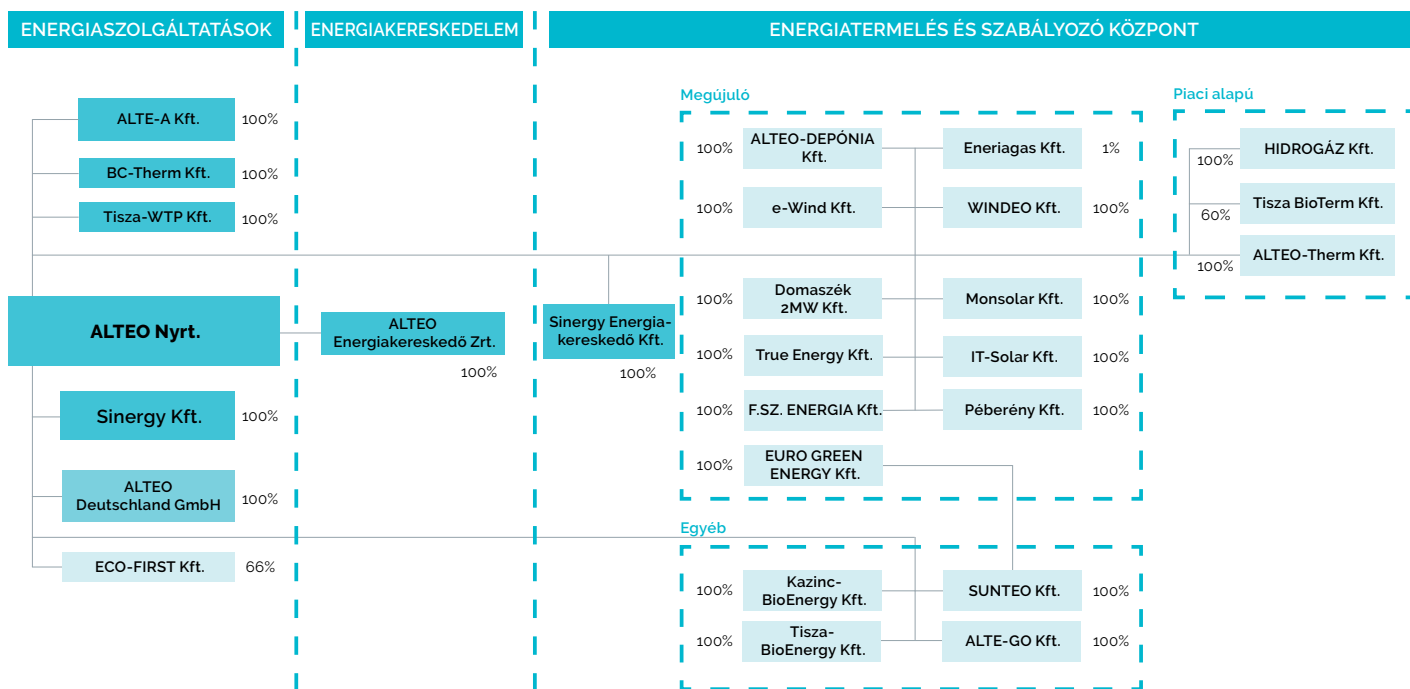 ENERGIASZOLGÁLTATÁSOK
ENERGIAKERESKEDELEM
ENERGIATERMELÉS ÉS SZABÁLYOZÓ KÖZPONT
ALTE-A Kft.
100%
BC-Therm Kft.
100%
Tisza-WTP Kft.
100%
ALTEO Nyrt.
Sinergy Kft.
100%
ALTEO
Deutschland GmbH
100%
ECO-FIRST Kft.
66%
ALTEO
Energiakereskedő Zrt.
100%
Sinergy Energia-
kereskedő Kft.
100%
Megújuló
100%
ALTEO-DEPÓNIA
Kft.
Eneriagas Kft.
1%
100%
e-Wind Kft.
WINDEO Kft.
100%
100%
Domaszék
2MW Kft.
Monsolar Kft.
100%
100%
True Energy Kft.
IT-Solar Kft.
100%
100%
F.SZ. ENERGIA Kft.
Péberény Kft.
100%
100%
EURO GREEN
ENERGY Kft.
Egyéb
100%
Kazinc-
BioEnergy Kft.
SUNTEO Kft.
100%
100%
Tisza-
BioEnergy Kft.
ALTE-GO Kft.
100%
Piaci alapú
100%
HIDROGÁZ Kft.
60%
Tisza BioTerm Kft.
100%
ALTEO-Therm Kft.